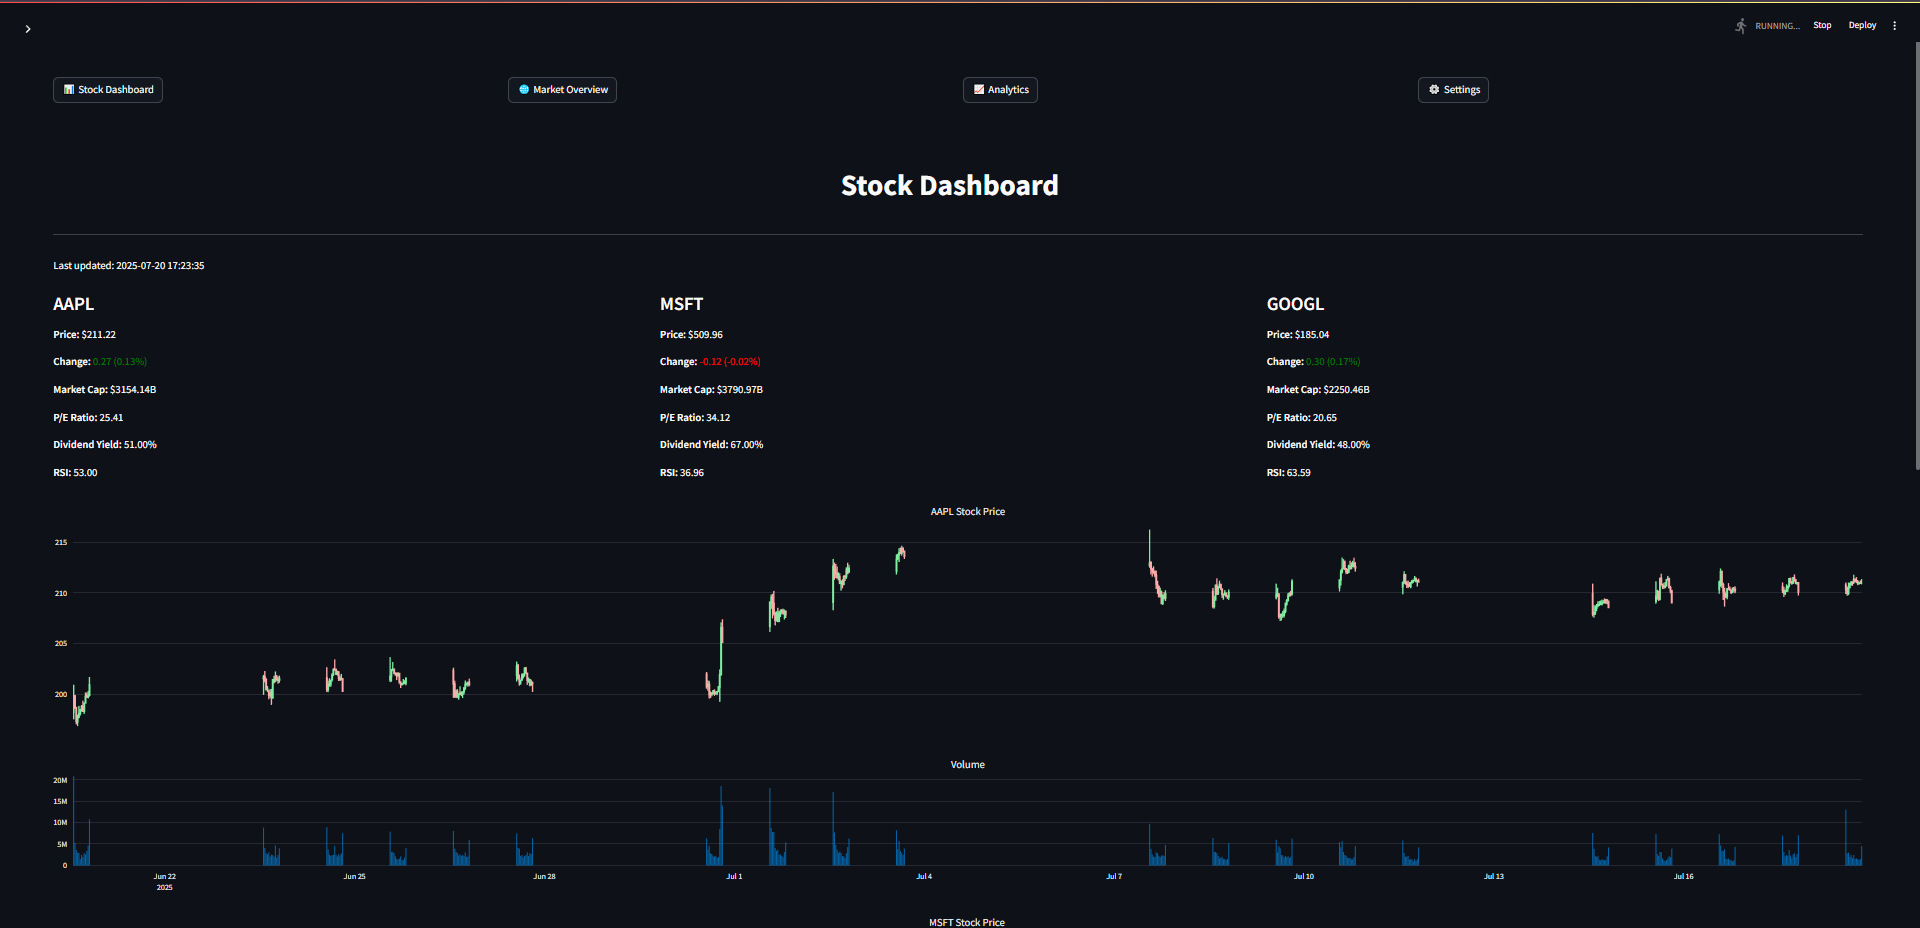 RUNNING...
Stop
Deploy
Stock Dashboard
Market Overview
Analytics
Settings
Stock Dashboard
Last updated: 2025-07-20 17:23:35
AAPL
Price: $211.22
Change: 0.27 (0.13%)
Market Cap: $3154.14B
P/E Ratio: 25.41
Dividend Yield: 51.00%
RSI: 53.00
MSFT
Price: $509.96
Change: -0.12 (-0.02%)
Market Cap: $3790.97B
P/E Ratio: 34.12
Dividend Yield: 67.00%
RSI: 36.96
GOOGL
Price: $185.04
Change: 0.30 (0.17%)
Market Cap: $2250.46B
P/E Ratio: 20.65
Dividend Yield: 48.00%
RSI: 63.59
AAPL Stock Price
215
210
205
200
Volume
20M
15M
10M
5M
0
Jun 22
2025
Jun 25
Jun 28
Jul 1
Jul 4
Jul 7
Jul 10
Jul 13
Jul 16
MSFT Stock Price